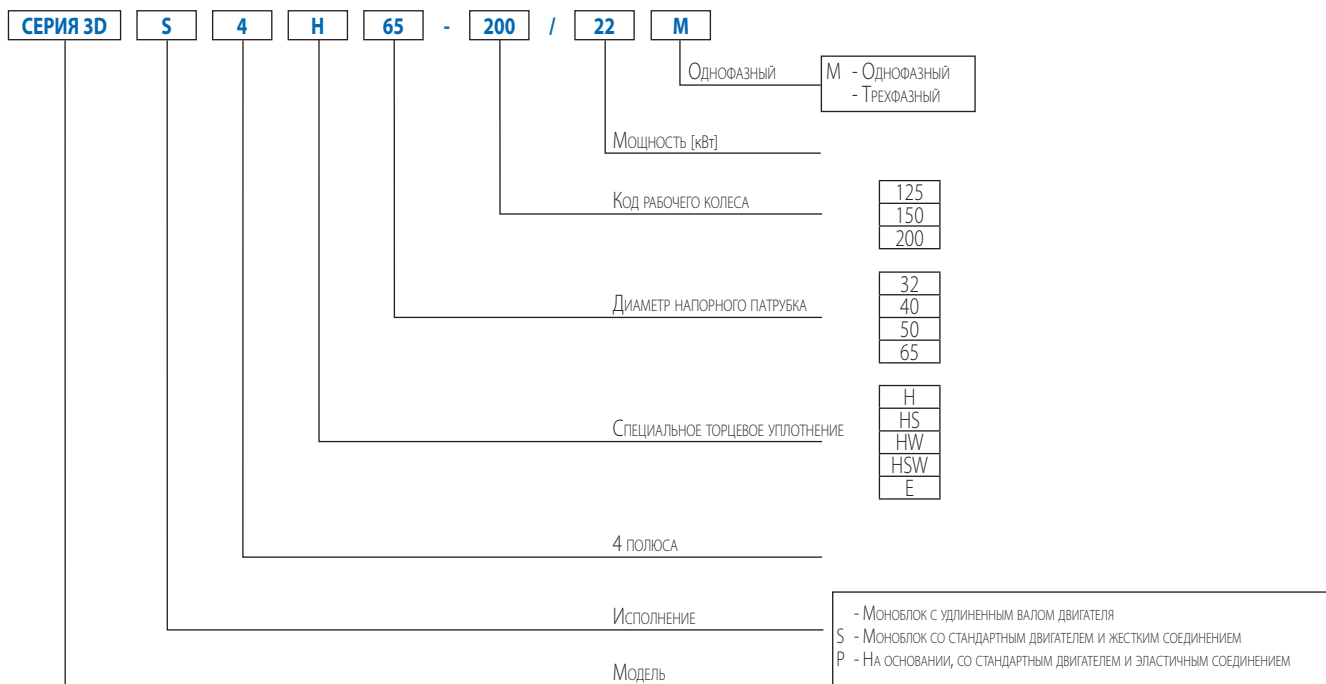 СЕРИЯ 3D S 4 H 65 - 200 / 22 M
Однофазный
M - Однофазный
- Трехфазный
Мощность [кВт]
Код рабочего колеса
125
150
200
Диаметр напорного патрубка
32
40
50
65
Специальное торцевое уплотнение
H
HS
HW
HSW
E
4 полюса
Исполнение
- Моноблок с удлиненным валом двигателя
S - Моноблок со стандартным двигателем и жестким соединением
P - На основании, со стандартным двигателем и эластичным соединением
Модель